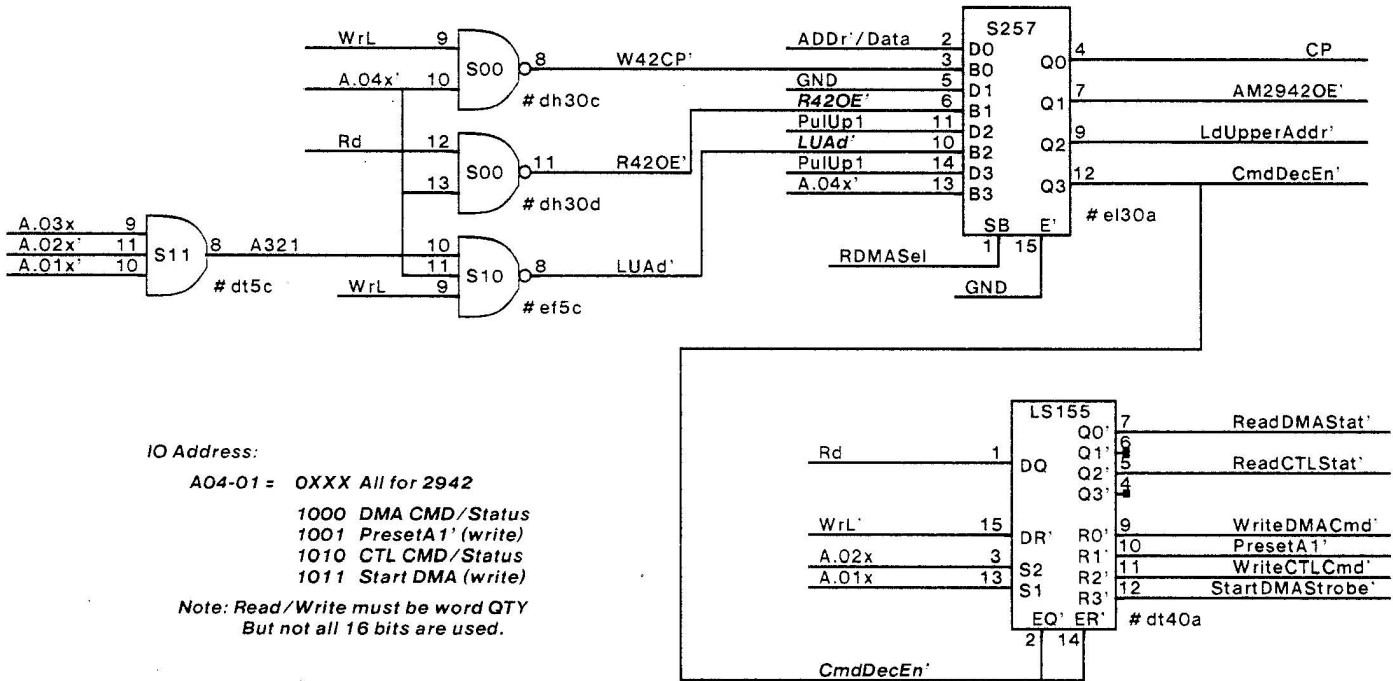 WrL 9
A.04x' 10
S00
8 W42CP'
# dh30c
Rd 12
13
S00
11 R42OE'
# dh30d
A.03x 9
A.02x' 11
A.01x' 10
S11
8 A321
# dt5c
10
11
WrL 9
S10
8 LUAd'
# ef5c
S257
ADDr'/Data 2 D0
3 B0
GND 5 D1
R42OE' 6 B1
PulUp1 11 D2
LUAd' 10 B2
PulUp1 14 D3
A.04x' 13 B3
Q0 4 CP
Q1 7 AM2942OE'
Q2 9 LdUpperAddr'
Q3 12 CmdDecEn'
# el30a
SB E'
1 15
RDMASel
GND
LS155
Rd 1 DQ
WrL' 15 DR'
A.02x 3 S2
A.01x 13 S1
Q0' 7 ReadDMAStat'
Q1' 6
Q2' 5 ReadCTLStat'
Q3' 4
R0' 9 WriteDMACmd'
R1' 10 PresetA1'
R2' 11 WriteCTLCmd'
R3' 12 StartDMAStrobe'
EQ' ER'
2 14
# dt40a
CmdDecEn'
IO Address:
A04-01 = 0XXX All for 2942
1000 DMA CMD/Status
1001 PresetA1' (write)
1010 CTL CMD/Status
1011 Start DMA (write)
Note: Read/Write must be word QTY
But not all 16 bits are used.